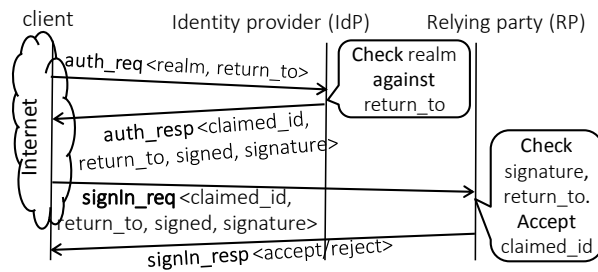 client
Identity provider (IdP)
Relying party (RP)
Internet
auth_req <realm, return_to>
Check realm
against
return_to
auth_resp <claimed_id,
return_to, signed, signature>
signIn_req <claimed_id,
return_to, signed, signature>
Check
signature,
return_to.
Accept
claimed_id
signIn_resp <accept/reject>